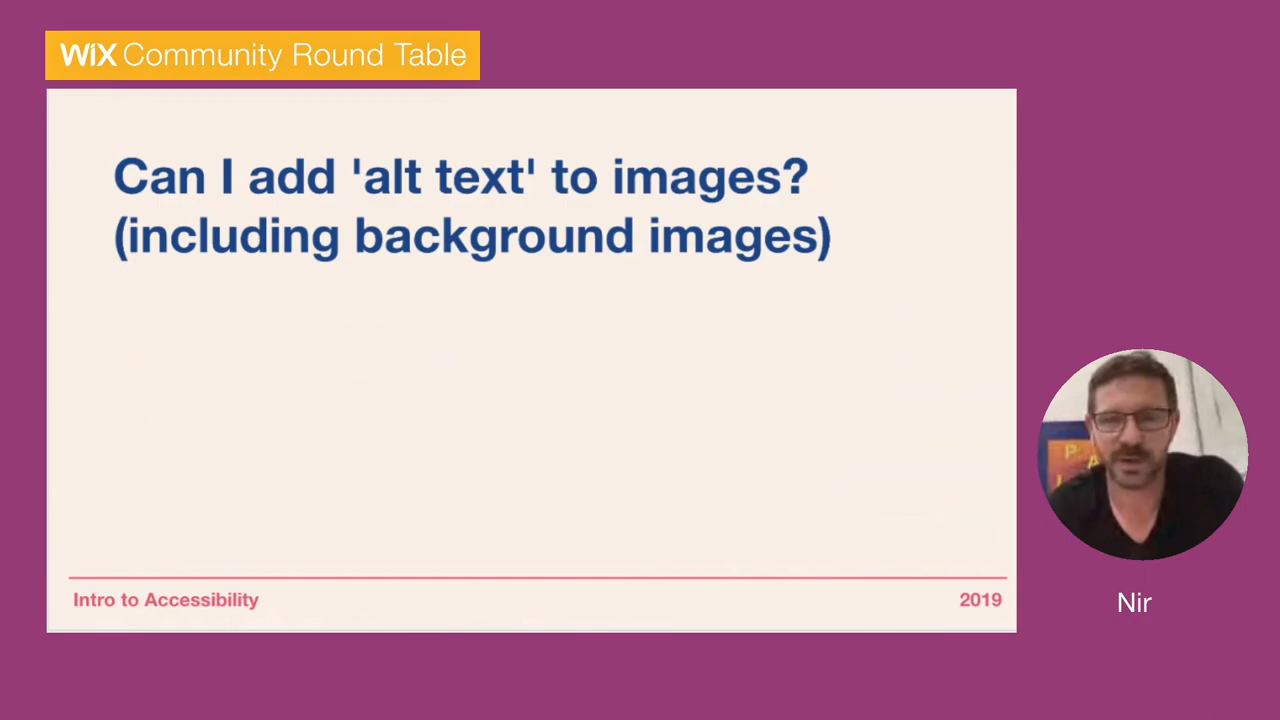 WiX Community Round Table
Can I add 'alt text' to images?
(including background images)
Intro to Accessibility
2019
P
A
Nir